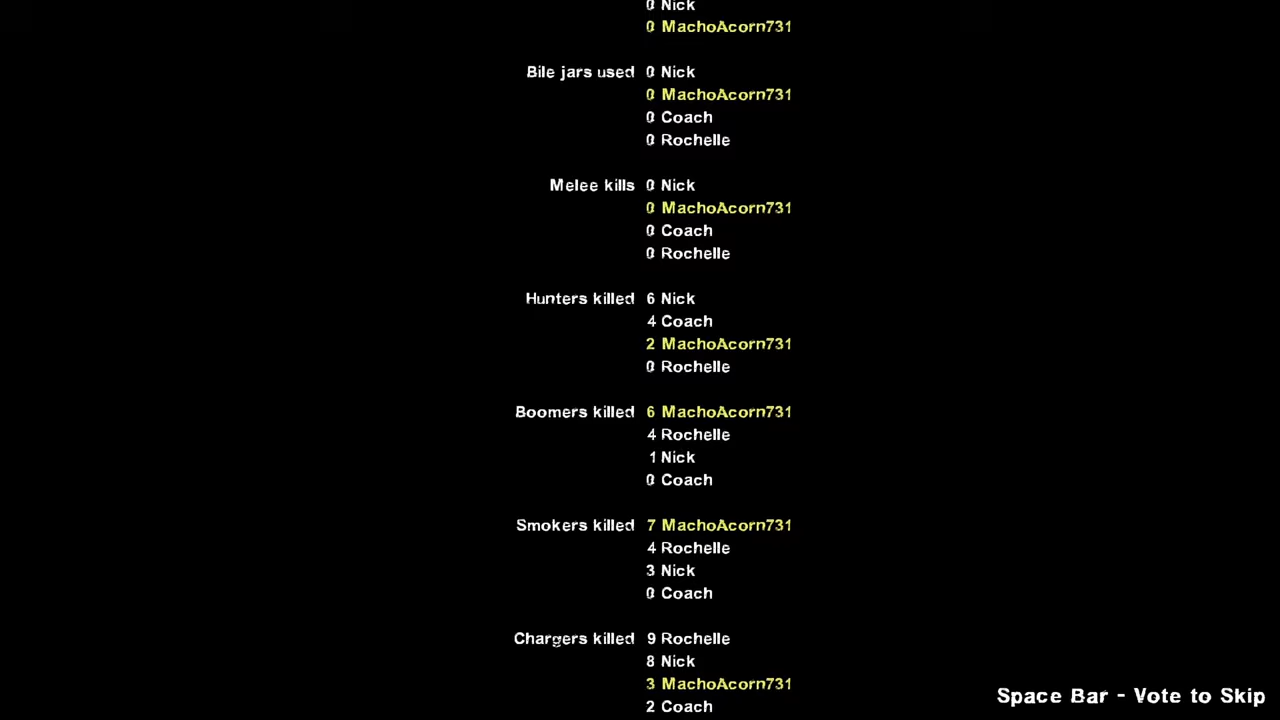 0 Nick
0 MachoAcorn731
Bile jars used 0 Nick
0 MachoAcorn731
0 Coach
0 Rochelle
Melee kills 0 Nick
0 MachoAcorn731
0 Coach
0 Rochelle
Hunters killed 6 Nick
4 Coach
2 MachoAcorn731
0 Rochelle
Boomers killed 6 MachoAcorn731
4 Rochelle
1 Nick
0 Coach
Smokers killed 7 MachoAcorn731
4 Rochelle
3 Nick
0 Coach
Chargers killed 9 Rochelle
8 Nick
3 MachoAcorn731
2 Coach
Space Bar - Vote to Skip